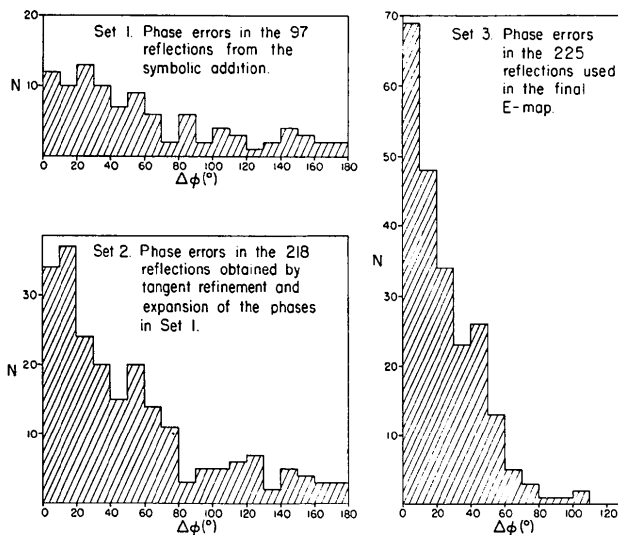 20
Set 1. Phase errors in the 97
reflections from the
symbolic addition.
N
10
0 20 40 60 80 100 120 140 160 180
Δϕ(°)
Set 2. Phase errors in the 218
reflections obtained by
tangent refinement and
expansion of the phases
in Set 1.
30
N
20
10
0 20 40 60 80 100 120 140 160 180
Δϕ(°)
70
Set 3. Phase errors
in the 225
reflections used
in the final
E-map.
60
50
40
N
30
20
10
0 20 40 60 80 100 120
Δϕ(°)